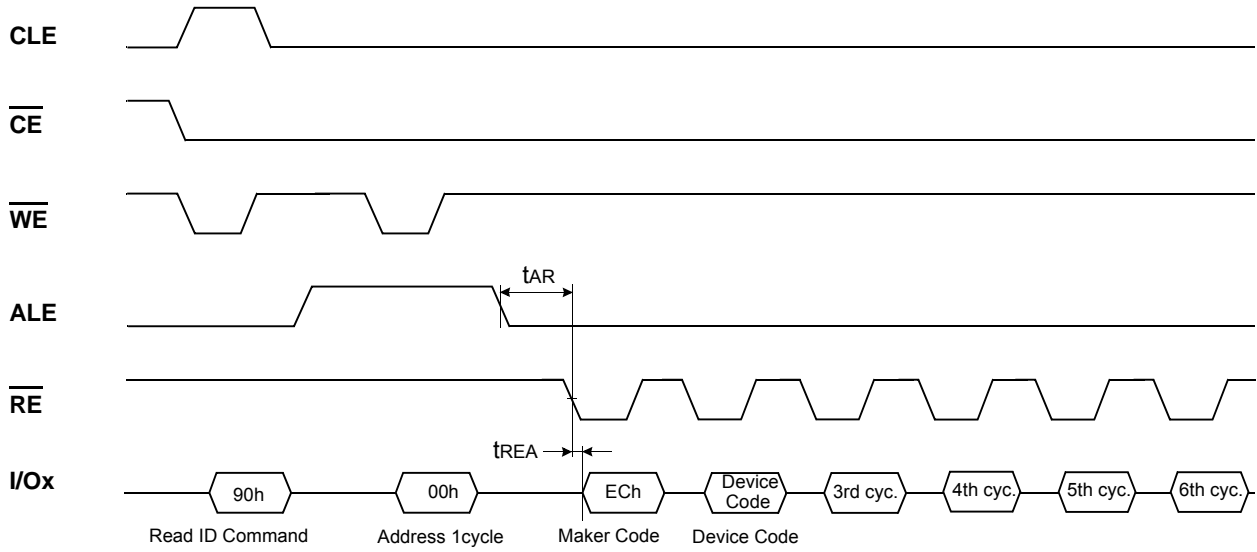 CLE
CE
WE
ALE
tAR
RE
tREA
I/Ox
90h
00h
ECh
Device
Code
3rd cyc.
4th cyc.
5th cyc.
6th cyc.
Read ID Command
Address 1cycle
Maker Code
Device Code